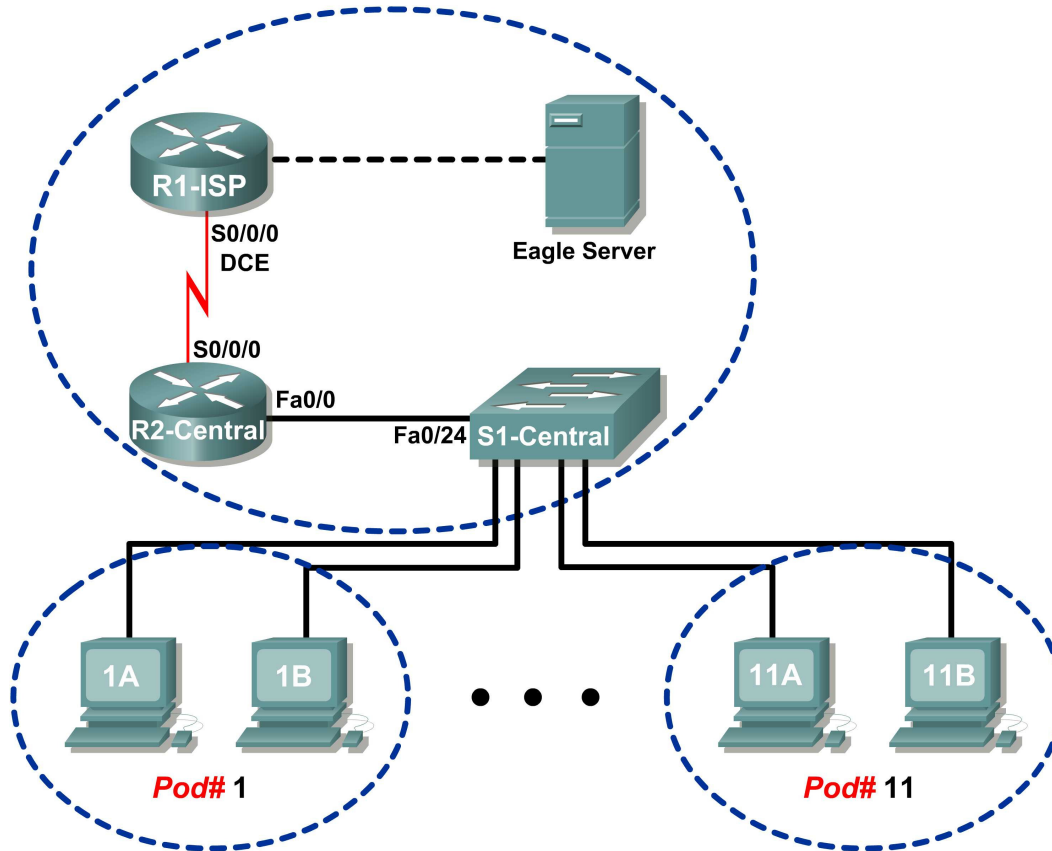 R1-ISP
S0/0/0
DCE
Eagle Server
S0/0/0
R2-Central
Fa0/0
Fa0/24
S1-Central
1A
1B
11A
11B
Pod# 1
Pod# 11